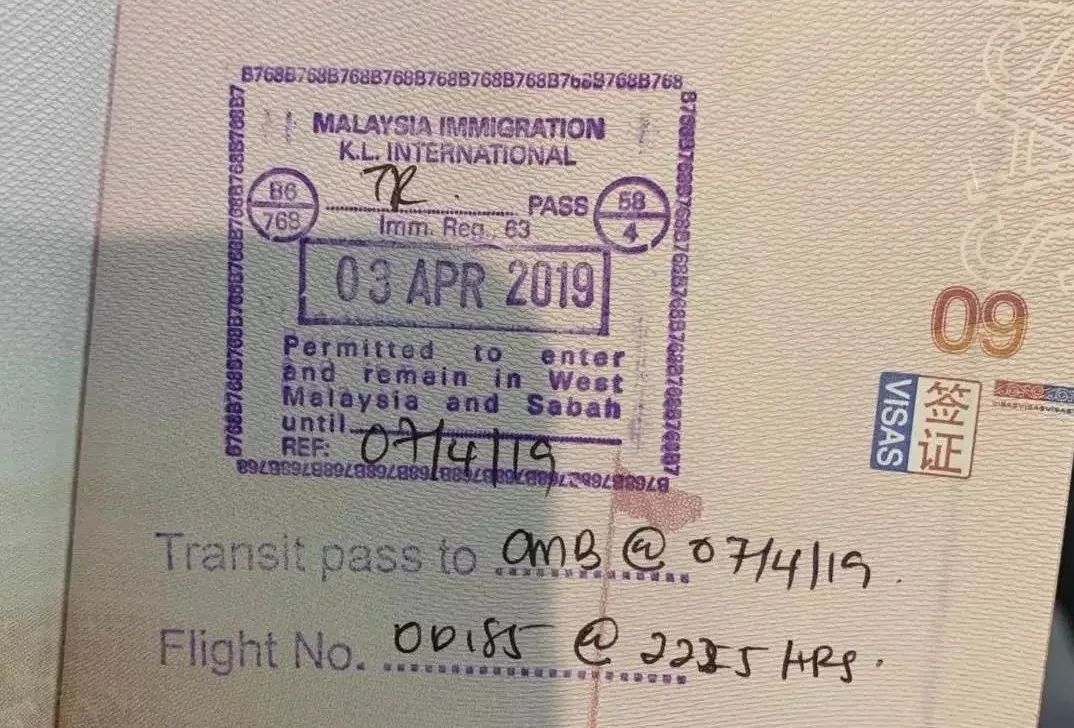 B768B768B768B768B768B768B768B768B768B768
MALAYSIA IMMIGRATION
K.L. INTERNATIONAL
TR
B6 768
PASS
58 4
Imm. Reg., 63
03 APR 2019
Permitted to enter
and remain in West
Malaysia and Sabah
until
REF: 07/4/19
Transit pass to CMB @ 07/4/19.
Flight No. OD185 @ HRS.
09
签证
VISAS